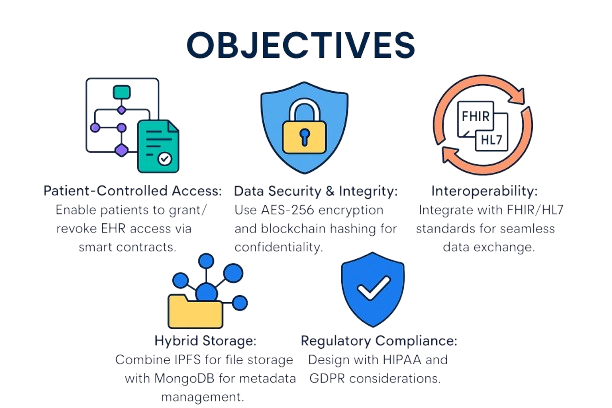 OBJECTIVES
FHIR
HL7
Patient-Controlled Access:
Enable patients to grant/
revoke EHR access via
smart contracts.
Data Security & Integrity:
Use AES-256 encryption
and blockchain hashing for
confidentiality.
Interoperability:
Integrate with FHIR/HL7
standards for seamless
data exchange.
Hybrid Storage:
Combine IPFS for file storage
with MongoDB for metadata
management.
Regulatory Compliance:
Design with HIPAA and
GDPR considerations.